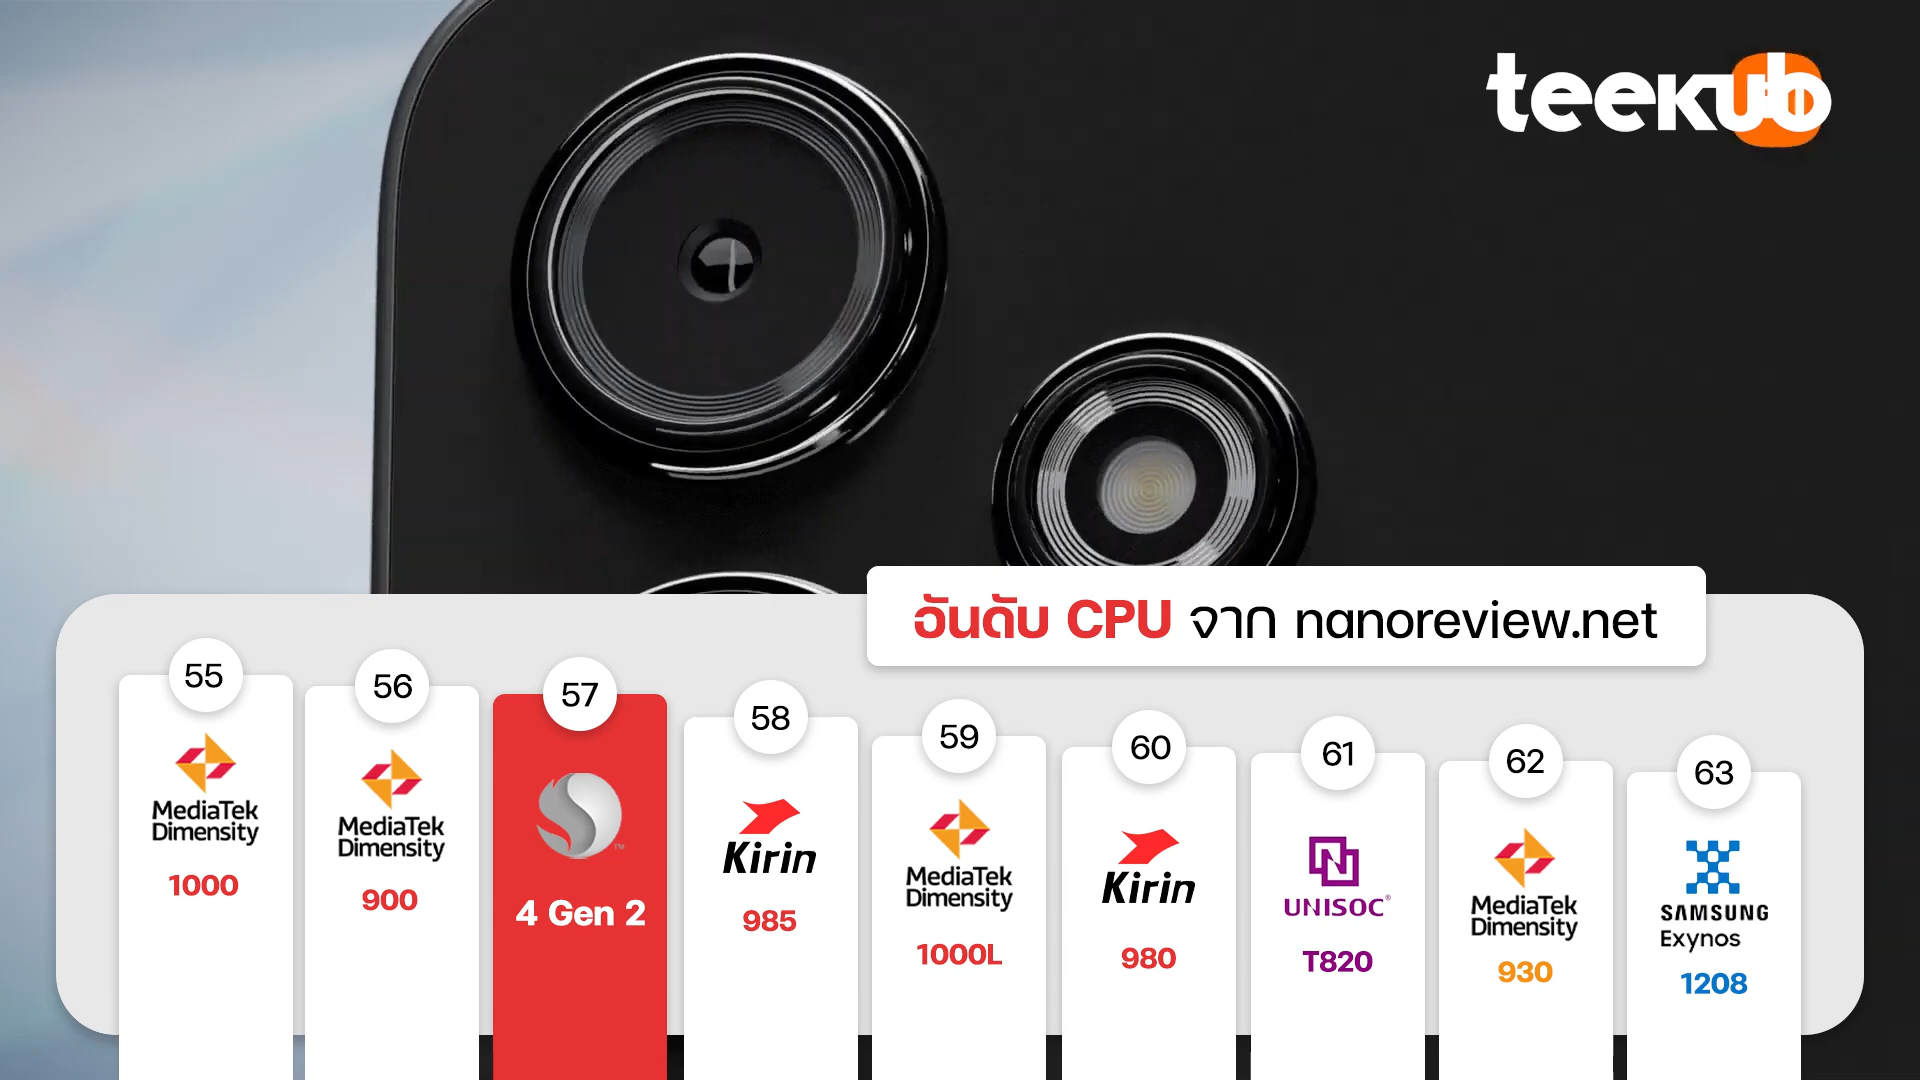 teekub
อันดับ CPU จาก nanoreview.net
55
MediaTek
Dimensity
1000
56
MediaTek
Dimensity
900
57
TM
4 Gen 2
58
Kirin
985
59
MediaTek
Dimensity
1000L
60
Kirin
980
61
UNISOC®
T820
62
MediaTek
Dimensity
930
63
SAMSUNG
Exynos
1208